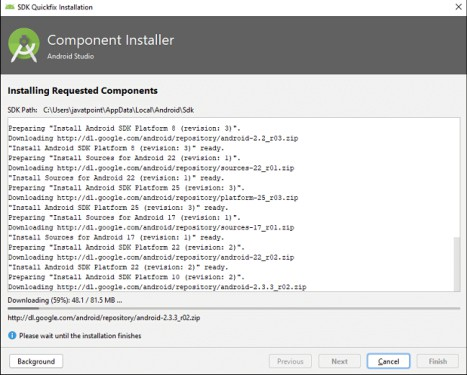 SDK Quickfix Installation
Component Installer
Android Studio
Installing Requested Components
SDK Path: C:\Users\javatpoint\AppData\Local\Android\Sdk
Preparing "Install Android SDK Platform 8 (revision: 3)".
Downloading http://dl.google.com/android/repository/android-2.2_r03.zip
"Install Android SDK Platform 8 (revision: 3)" ready.
Preparing "Install Sources for Android 22 (revision: 1)".
Downloading http://dl.google.com/android/repository/sources-22_r01.zip
"Install Sources for Android 22 (revision: 1)" ready.
Preparing "Install Android SDK Platform 25 (revision: 3)".
Downloading http://dl.google.com/android/repository/platform-25_r03.zip
"Install Android SDK Platform 25 (revision: 3)" ready.
Preparing "Install Sources for Android 17 (revision: 1)".
Downloading http://dl.google.com/android/repository/sources-17_r01.zip
"Install Sources for Android 17 (revision: 1)" ready.
Preparing "Install Android SDK Platform 22 (revision: 2)".
Downloading http://dl.google.com/android/repository/android-22_r02.zip
"Install Android SDK Platform 22 (revision: 2)" ready.
Preparing "Install Android SDK Platform 10 (revision: 2)".
Downloading http://dl.google.com/android/repository/android-2.3.3_r02.zip
Downloading (59%): 48.1 / 81.5 MB ...
http://dl.google.com/android/repository/android-2.3.3_r02.zip
Please wait until the installation finishes
Background
Previous
Next
Cancel
Finish